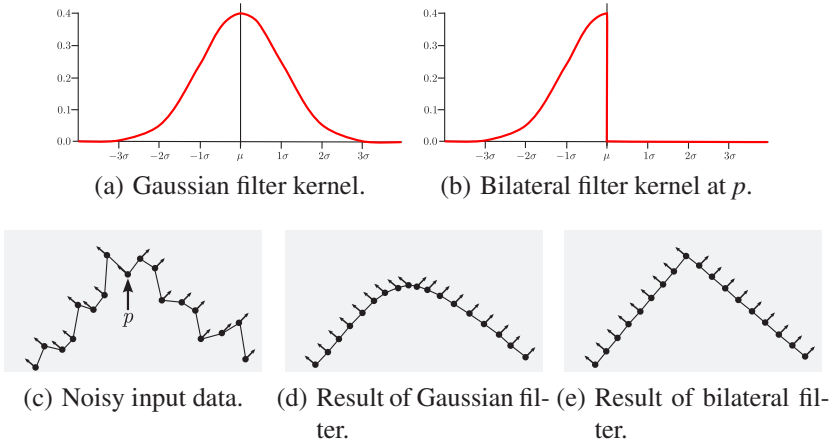 0.4
0.3
0.2
0.1
0.0
−3σ −2σ −1σ μ 1σ 2σ 3σ
(a) Gaussian filter kernel.
0.4
0.3
0.2
0.1
0.0
−3σ −2σ −1σ μ 1σ 2σ 3σ
(b) Bilateral filter kernel at p.
p
(c) Noisy input data.
(d) Result of Gaussian fil-
ter.
(e) Result of bilateral fil-
ter.